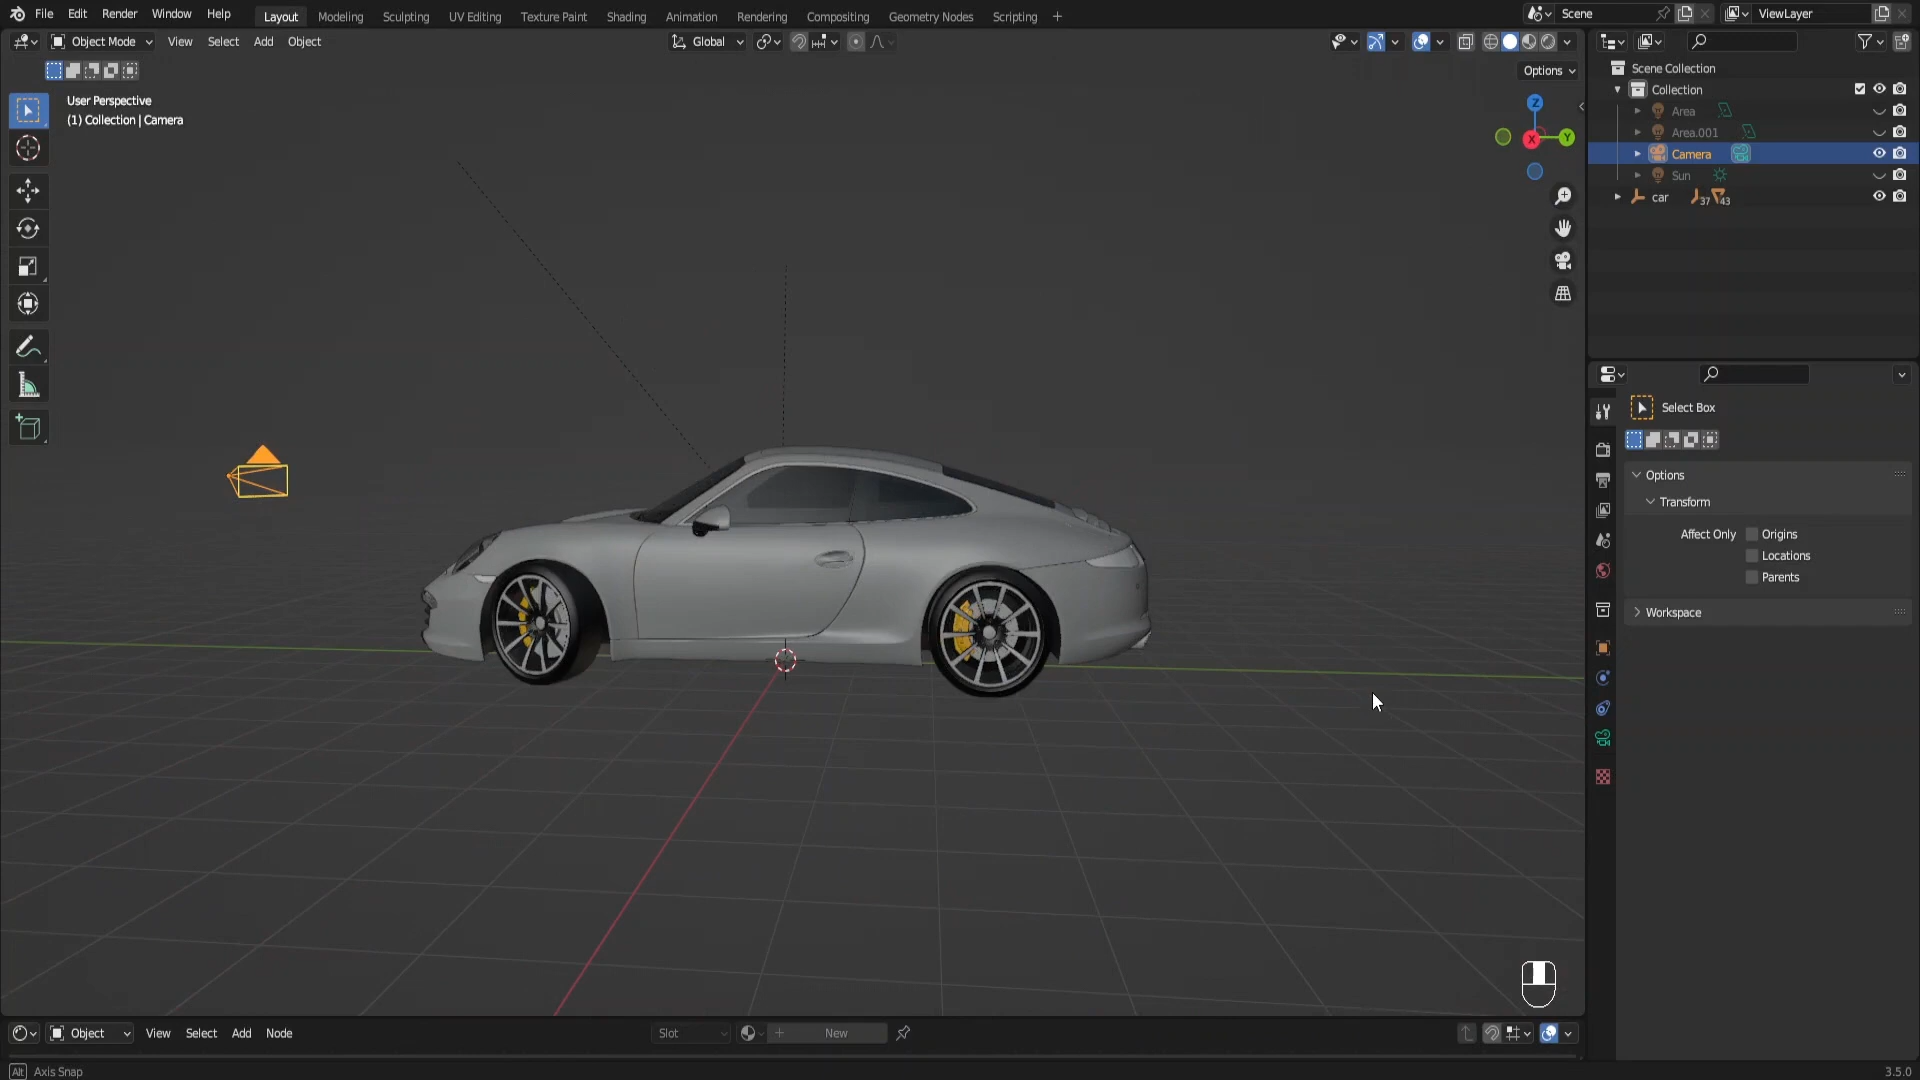 File Edit Render Window Help Layout Modeling Sculpting UV Editing Texture Paint Shading Animation Rendering Compositing Geometry Nodes Scripting Scene ViewLayer
Object Mode View Select Add Object Global
Options
User Perspective
(1) Collection | Camera
Z
X
Y
Scene Collection
Collection
Area
Area.001
Camera
Sun
car 37 43
Select Box
Options
Transform
Affect Only Origins
Locations
Parents
Workspace
Object View Select Add Node Slot New
Alt Axis Snap 3.5.0